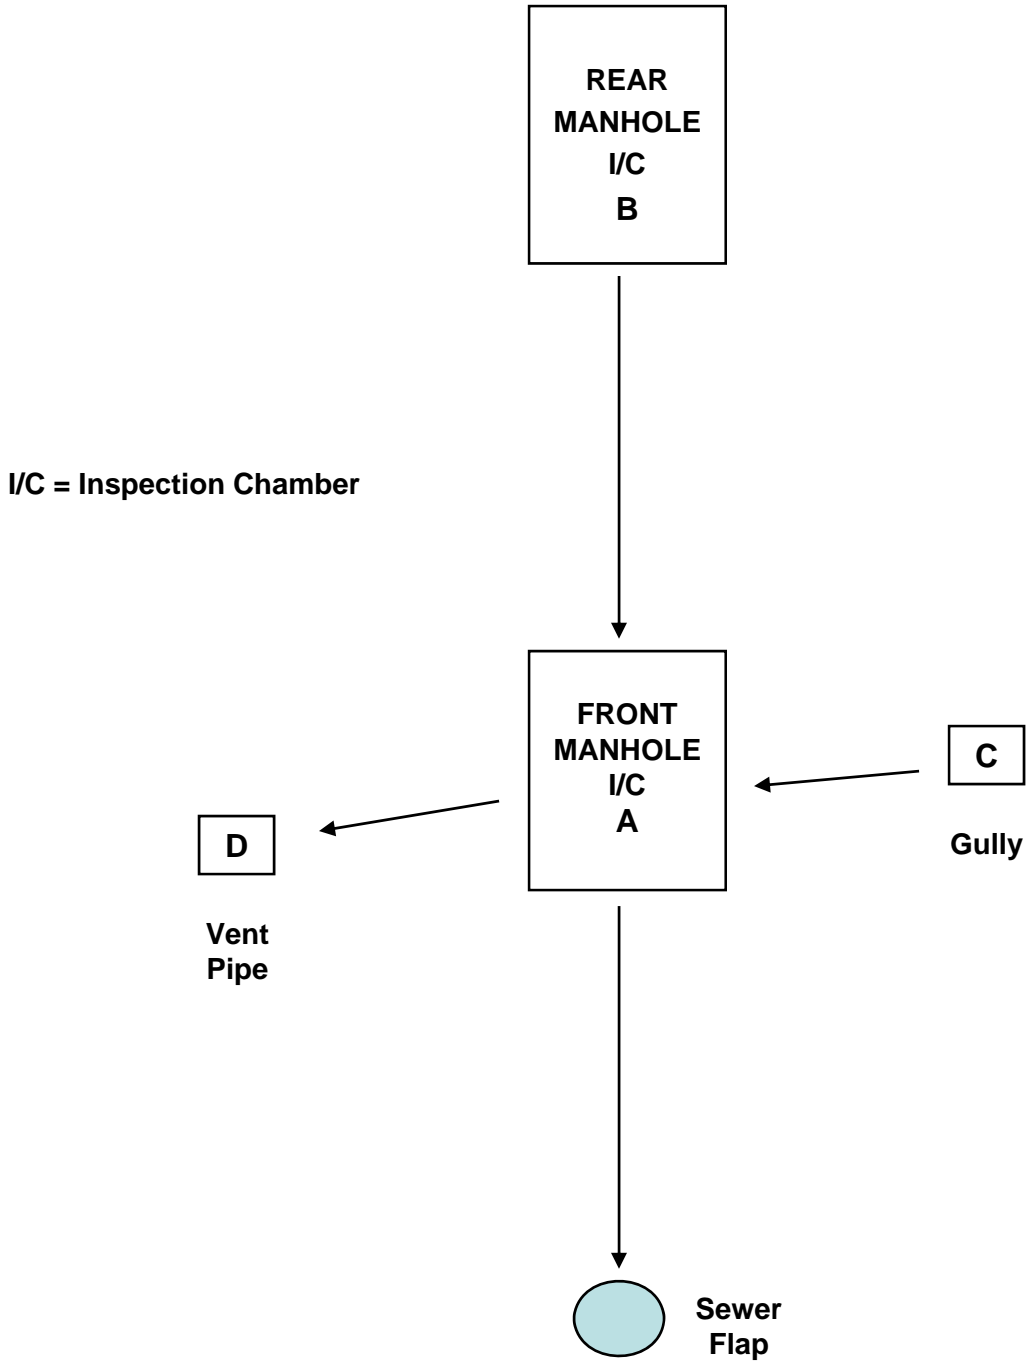 REAR
MANHOLE
I/C
B
I/C = Inspection Chamber
FRONT
MANHOLE
I/C
A
C
Gully
D
Vent
Pipe
Sewer
Flap